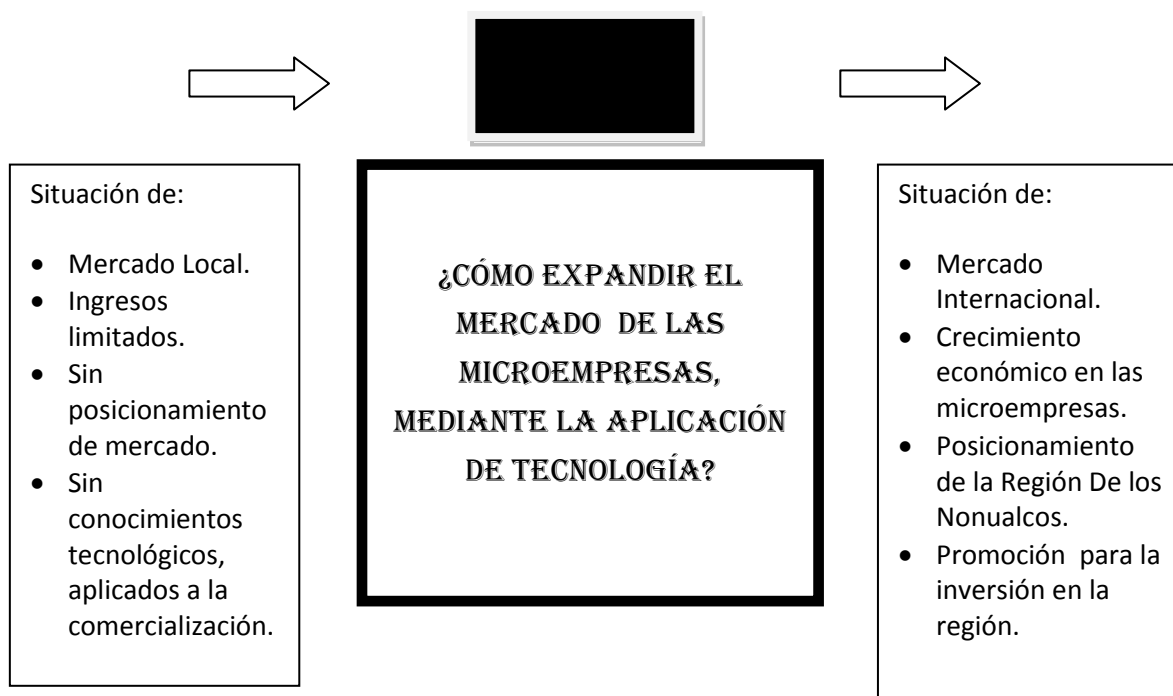 Situación de:
• Mercado Local.
• Ingresos
limitados.
• Sin
posicionamiento
de mercado.
• Sin
conocimientos
tecnológicos,
aplicados a la
comercialización.
¿CÓMO EXPANDIR EL
MERCADO DE LAS
MICROEMPRESAS,
MEDIANTE LA APLICACIÓN
DE TECNOLOGÍA?
Situación de:
• Mercado
Internacional.
• Crecimiento
económico en las
microempresas.
• Posicionamiento
de la Región De los
Nonualcos.
• Promoción para la
inversión en la
región.